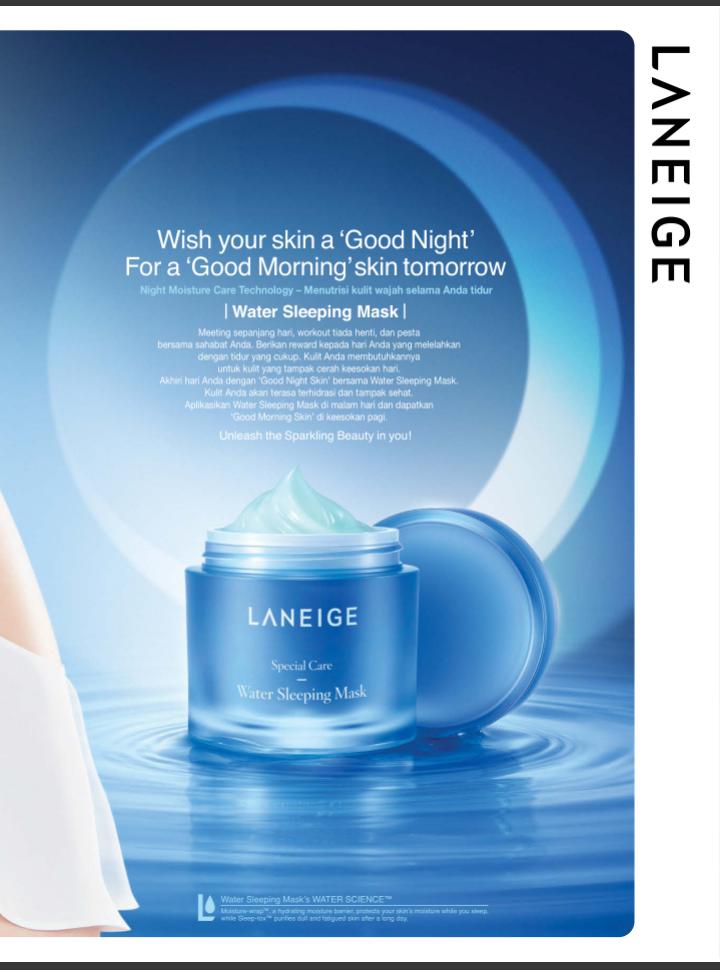 LANEIGE
Wish your skin a ‘Good Night’
For a ‘Good Morning’ skin tomorrow
Night Moisture Care Technology – Menutrisi kulit wajah selama Anda tidur
| Water Sleeping Mask |
Meeting sepanjang hari, workout tiada henti, dan pesta
bersama sahabat Anda. Berikan reward kepada hari Anda yang melelahkan
dengan tidur yang cukup. Kulit Anda membutuhkannya
untuk kulit yang tampak cerah keesokan hari.
Akhiri hari Anda dengan ‘Good Night Skin’ bersama Water Sleeping Mask.
Kulit Anda akan terasa terhidrasi dan tampak sehat.
Aplikasikan Water Sleeping Mask di malam hari dan dapatkan
‘Good Morning Skin’ di keesokan pagi.
Unleash the Sparkling Beauty in you!
LANEIGE
Special Care
Water Sleeping Mask
Water Sleeping Mask's WATER SCIENCE™
Moisture-wrap™, a hydrating moisture barrier, protects your skin's moisture while you sleep,
while Sleep-tox™ purifies dull and fatigued skin after a long day.